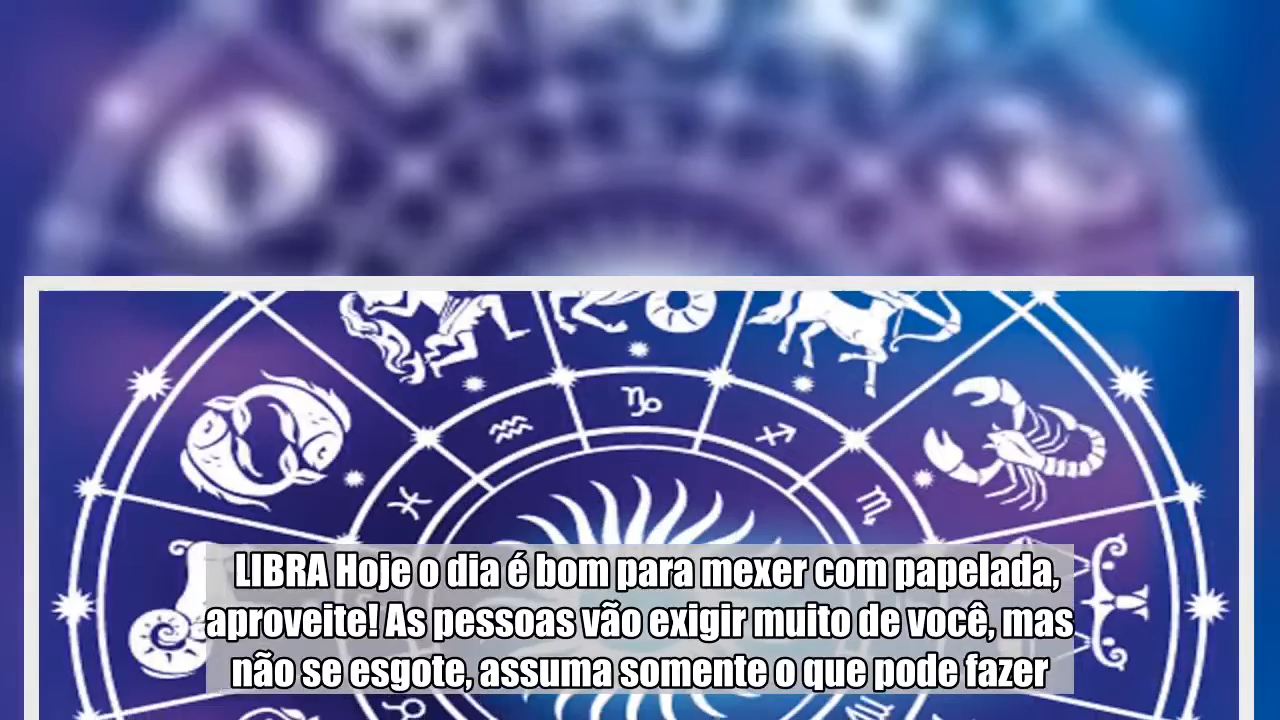 LIBRA Hoje o dia é bom para mexer com papelada,
aproveite! As pessoas vão exigir muito de você, mas
não se esgote, assuma somente o que pode fazer